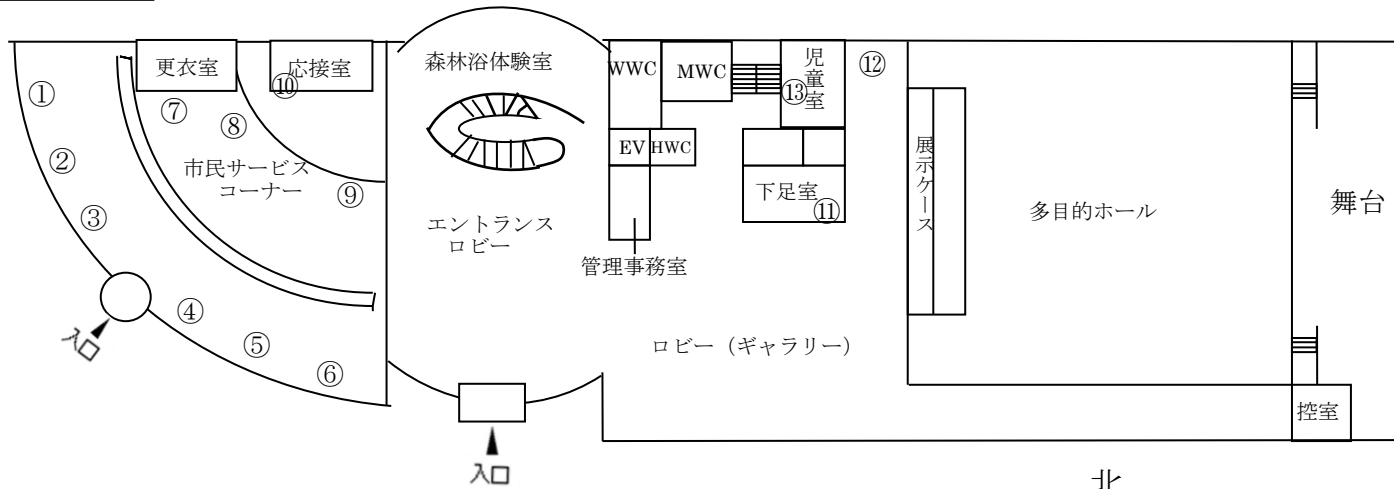 ①
②
③
④
⑤
⑥
入口
更衣室
⑦
⑧
応接室
⑩
市民サービス
コーナー
⑨
森林浴体験室
エントランス
ロビー
入口
WWC
MWC
EV
HWC
管理事務室
児童室
⑬
⑫
下足室
⑪
ロビー（ギャラリー）
展示ケース
多目的ホール
舞台
控室
北